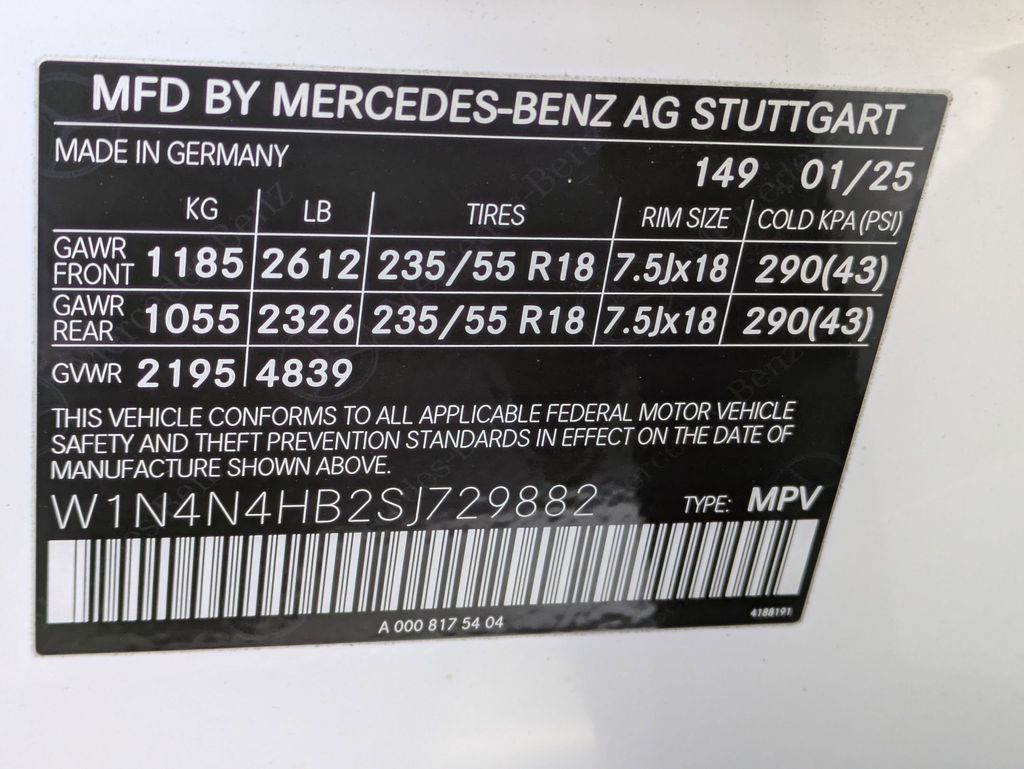 MFD BY MERCEDES-BENZ AG STUTTGART
MADE IN GERMANY 149 01/25
KG LB TIRES RIM SIZE COLD KPA (PSI)
GAWR FRONT 1185 2612 235/55 R18 7.5Jx18 290(43)
GAWR REAR 1055 2326 235/55 R18 7.5Jx18 290(43)
GVWR 2195 4839
THIS VEHICLE CONFORMS TO ALL APPLICABLE FEDERAL MOTOR VEHICLE
SAFETY AND THEFT PREVENTION STANDARDS IN EFFECT ON THE DATE OF
MANUFACTURE SHOWN ABOVE.
W1N4N4HB2SJ729882 TYPE: MPV
A 000 817 54 04 4188191